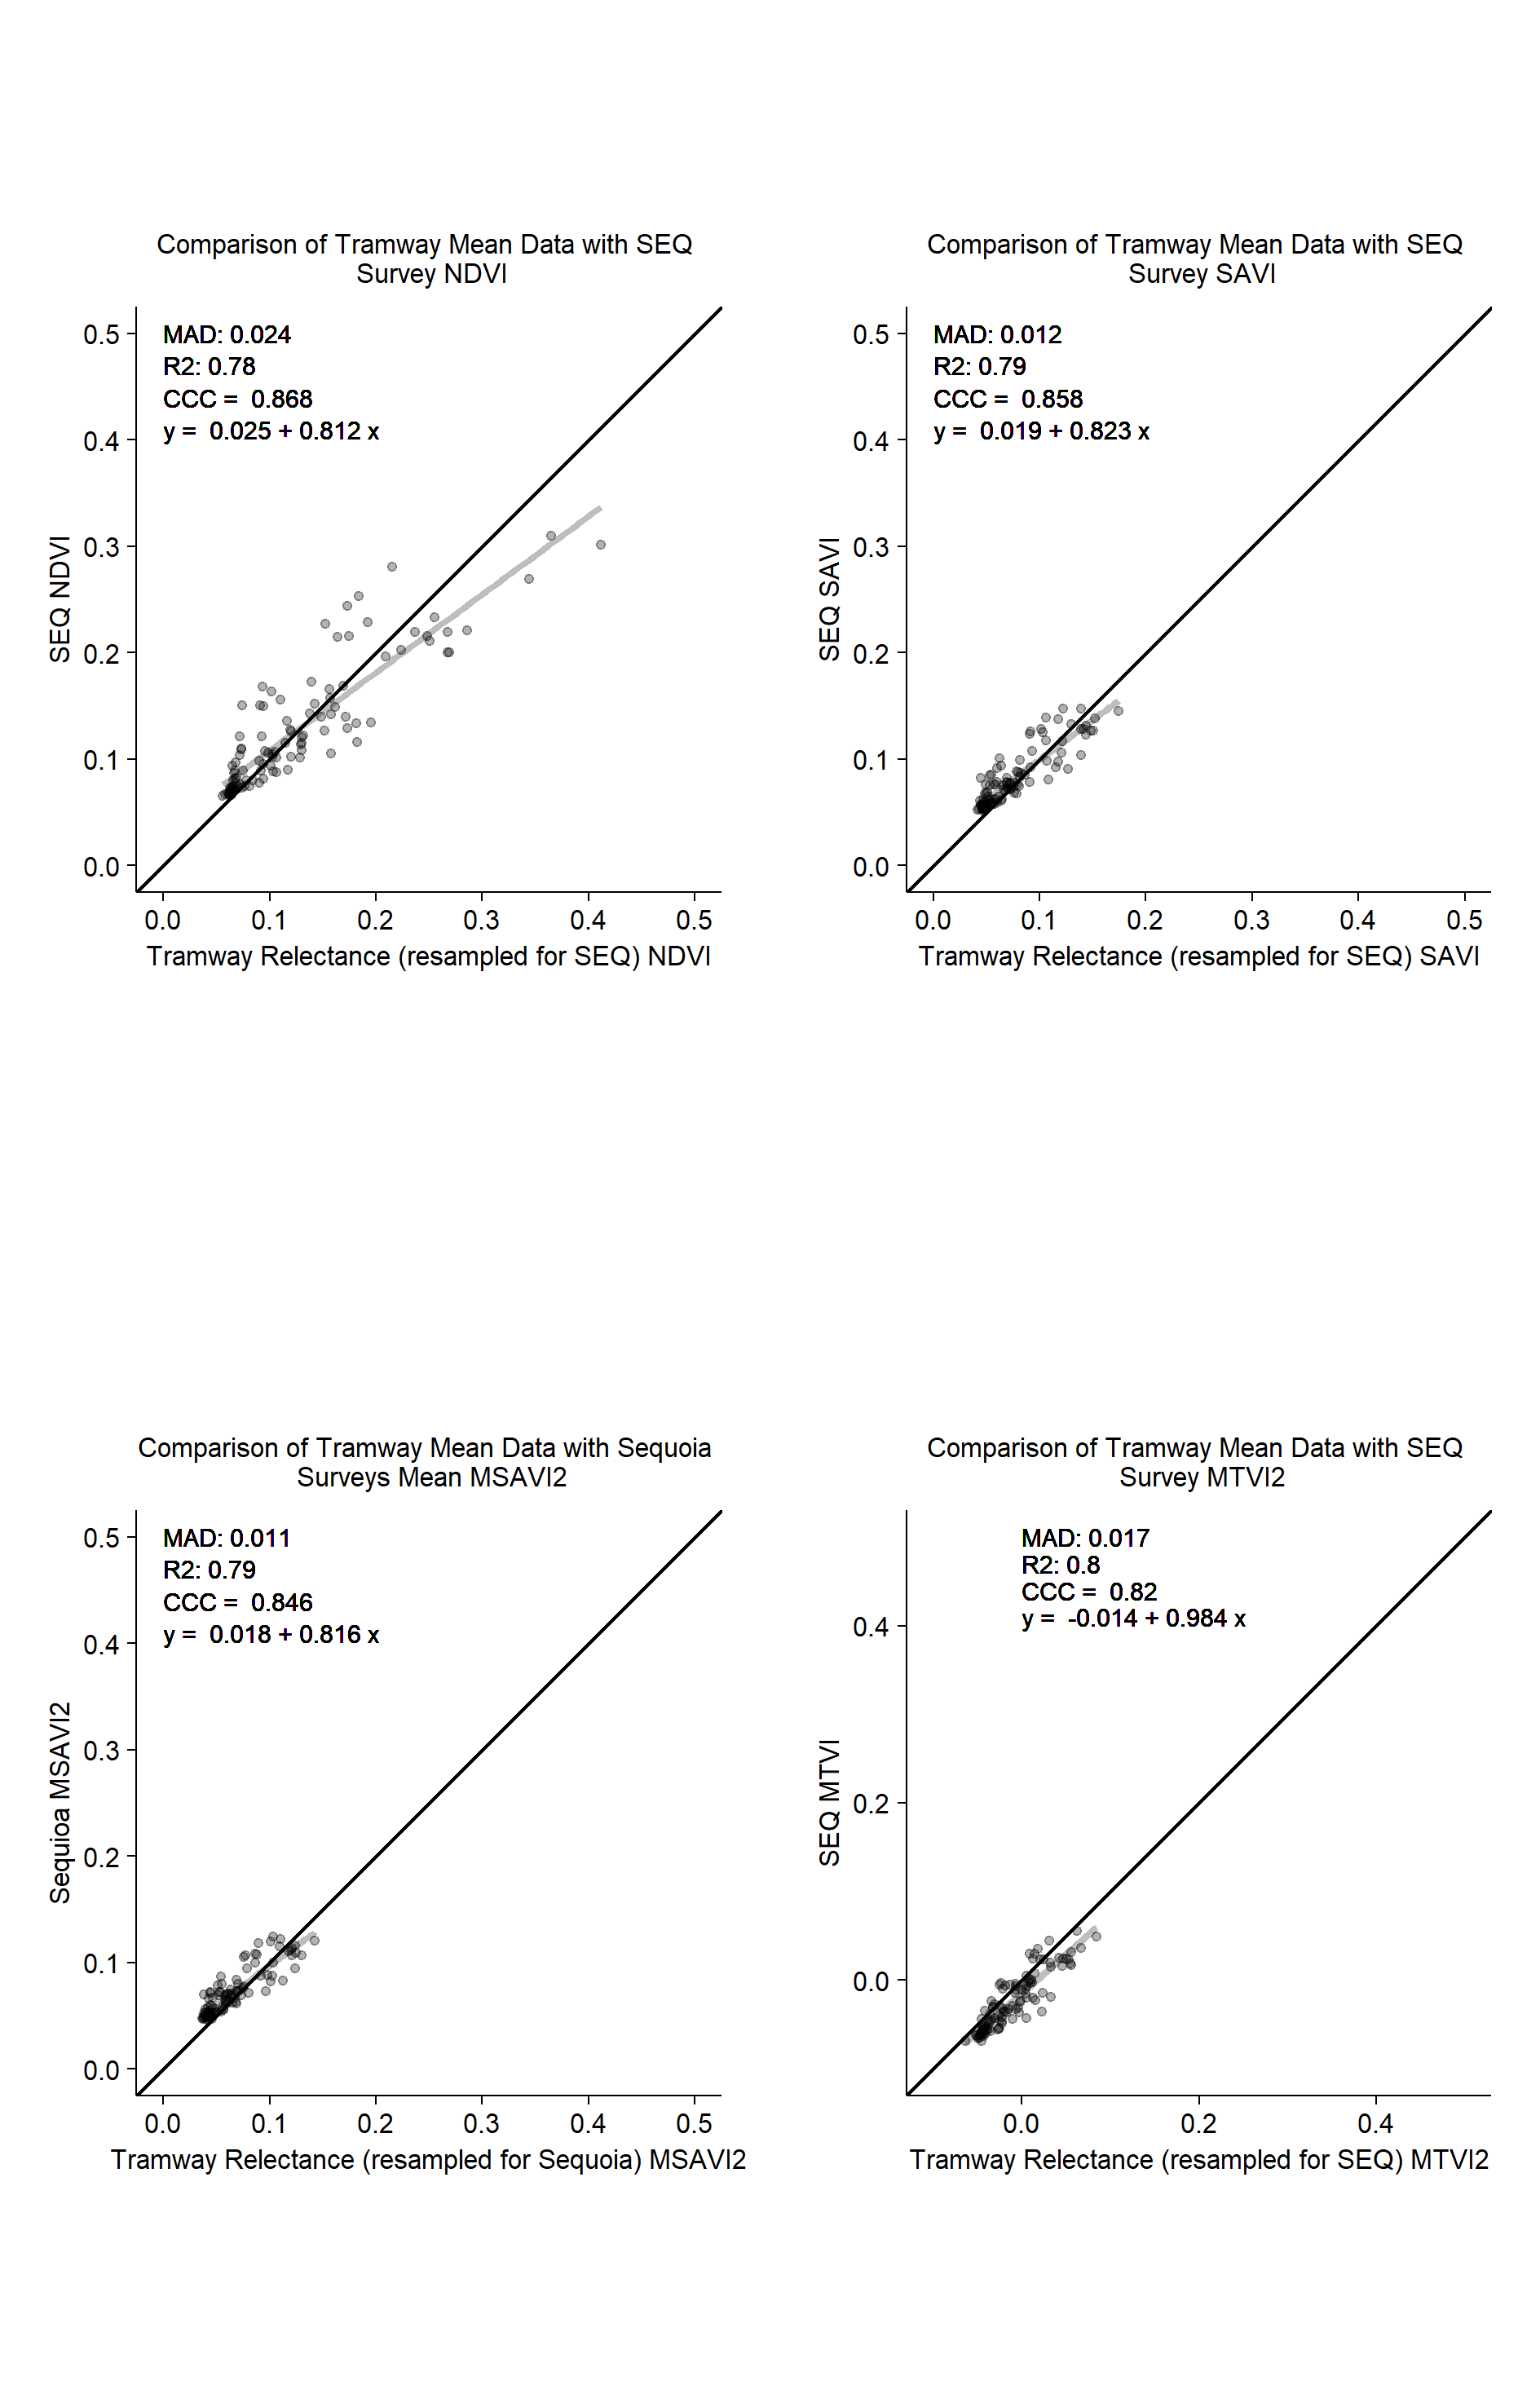 Comparison of Tramway Mean Data with SEQ
Survey NDVI
MAD: 0.024
R2: 0.78
CCC =  0.868
y =  0.025 + 0.812 x
SEQ NDVI
0.5
0.4
0.3
0.2
0.1
0.0
0.0 0.1 0.2 0.3 0.4 0.5
Tramway Relectance (resampled for SEQ) NDVI
Comparison of Tramway Mean Data with SEQ
Survey SAVI
MAD: 0.012
R2: 0.79
CCC =  0.858
y =  0.019 + 0.823 x
SEQ SAVI
0.5
0.4
0.3
0.2
0.1
0.0
0.0 0.1 0.2 0.3 0.4 0.5
Tramway Relectance (resampled for SEQ) SAVI
Comparison of Tramway Mean Data with Sequoia
Surveys Mean MSAVI2
MAD: 0.011
R2: 0.79
CCC =  0.846
y =  0.018 + 0.816 x
Sequioa MSAVI2
0.5
0.4
0.3
0.2
0.1
0.0
0.0 0.1 0.2 0.3 0.4 0.5
Tramway Relectance (resampled for Sequoia) MSAVI2
Comparison of Tramway Mean Data with SEQ
Survey MTVI2
MAD: 0.017
R2: 0.8
CCC =  0.82
y =  -0.014 + 0.984 x
SEQ MTVI
0.4
0.2
0.0
0.0 0.2 0.4
Tramway Relectance (resampled for SEQ) MTVI2